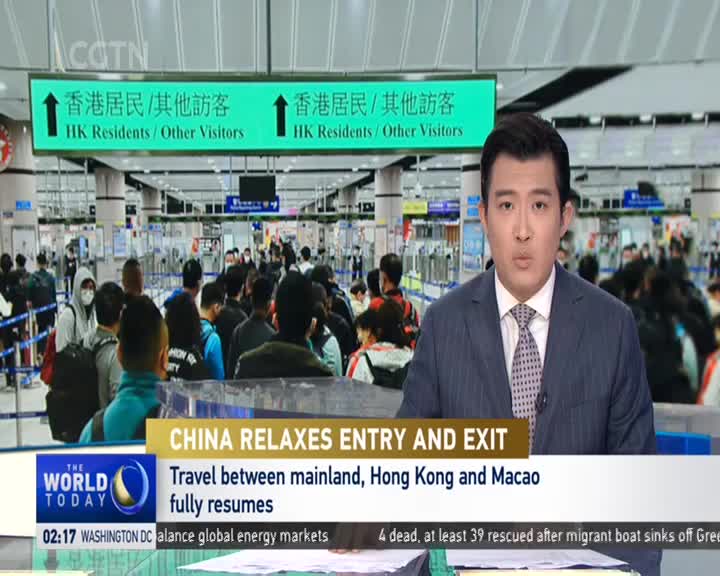 CGTN
香港居民/其他訪客
HK Residents / Other Visitors
香港居民/其他訪客
HK Residents / Other Visitors
CHINA RELAXES ENTRY AND EXIT
Travel between mainland, Hong Kong and Macao
fully resumes
THE
WORLD
TODAY
02:17 WASHINGTON DC
alance global energy markets 4 dead, at least 39 rescued after migrant boat sinks off Gree